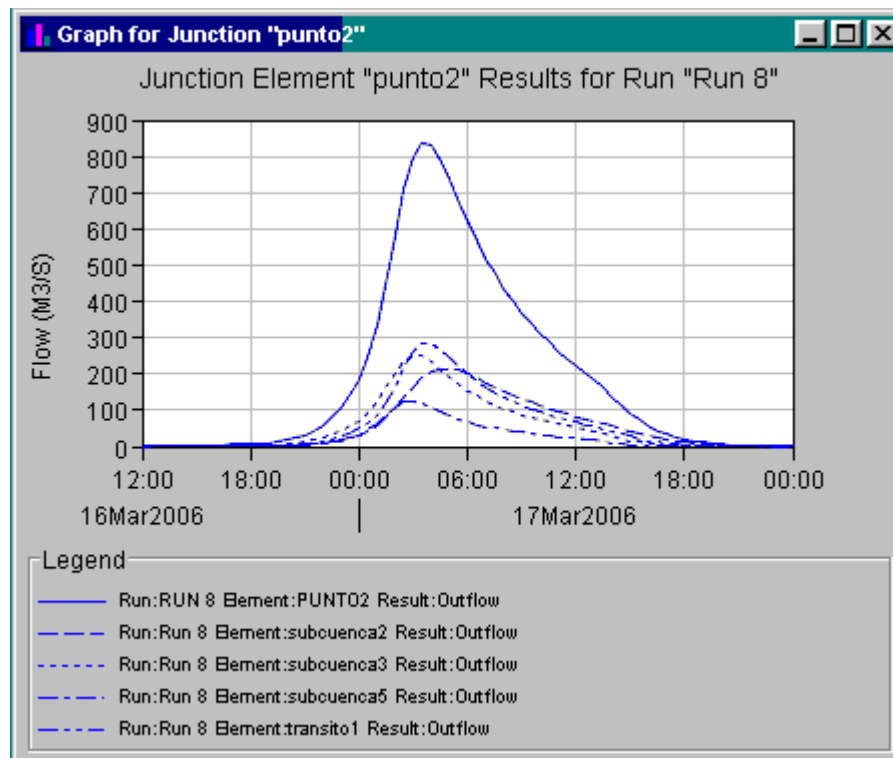 Graph for Junction "punto2"
Junction Element "punto2" Results for Run "Run 8"
900
800
700
600
500
400
300
200
100
0
Flow (M3/S)
12:00 18:00 00:00 06:00 12:00 18:00 00:00
16Mar2006 17Mar2006
Legend
Run:RUN 8 Element:PUNTO2 Result:Outflow
Run:Run 8 Element:subcuenca2 Result:Outflow
Run:Run 8 Element:subcuenca3 Result:Outflow
Run:Run 8 Element:subcuenca5 Result:Outflow
Run:Run 8 Element:transito1 Result:Outflow